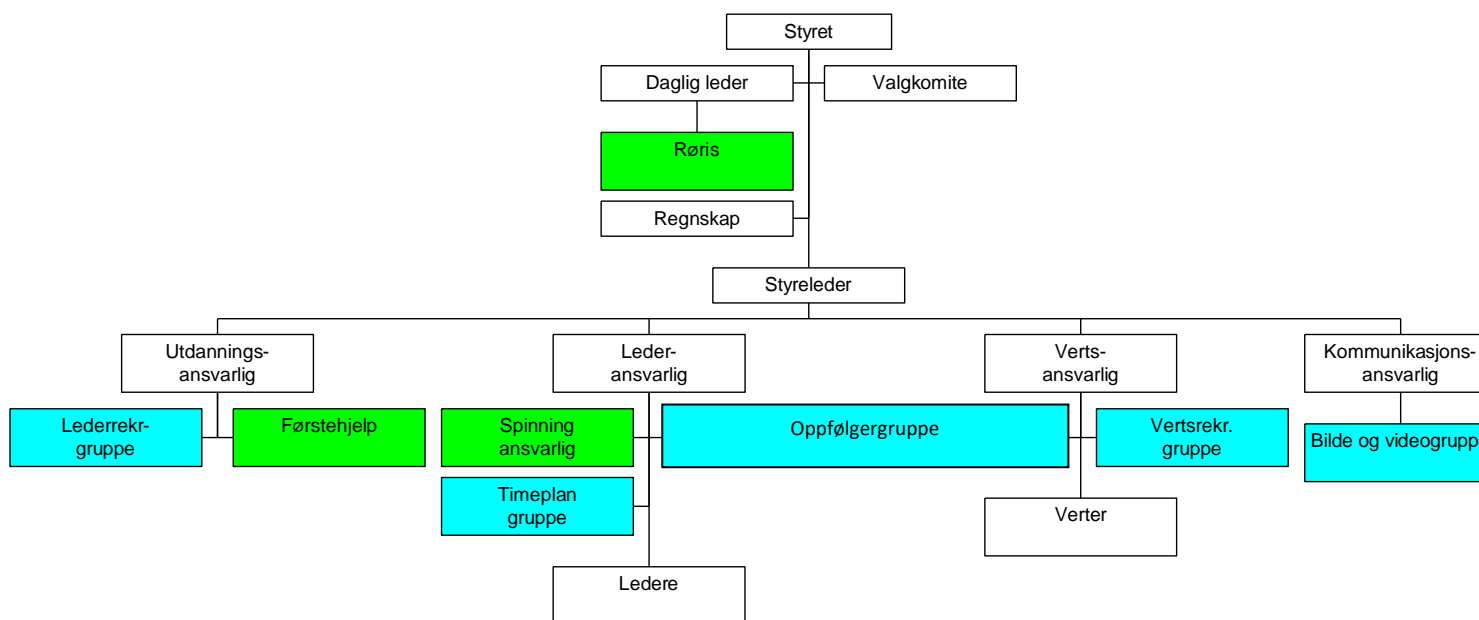 Styret
Daglig leder
Valgkomite
Røris
Regnskap
Styreleder
Utdannings-
ansvarlig
Leder-
ansvarlig
Verts-
ansvarlig
Kommunikasjons-
ansvarlig
Lederrekr-
gruppe
Førstehjelp
Spinning
ansvarlig
Oppfølgergruppe
Vertsrekr.
gruppe
Bilde og videogrupp
Timeplan
gruppe
Verter
Ledere